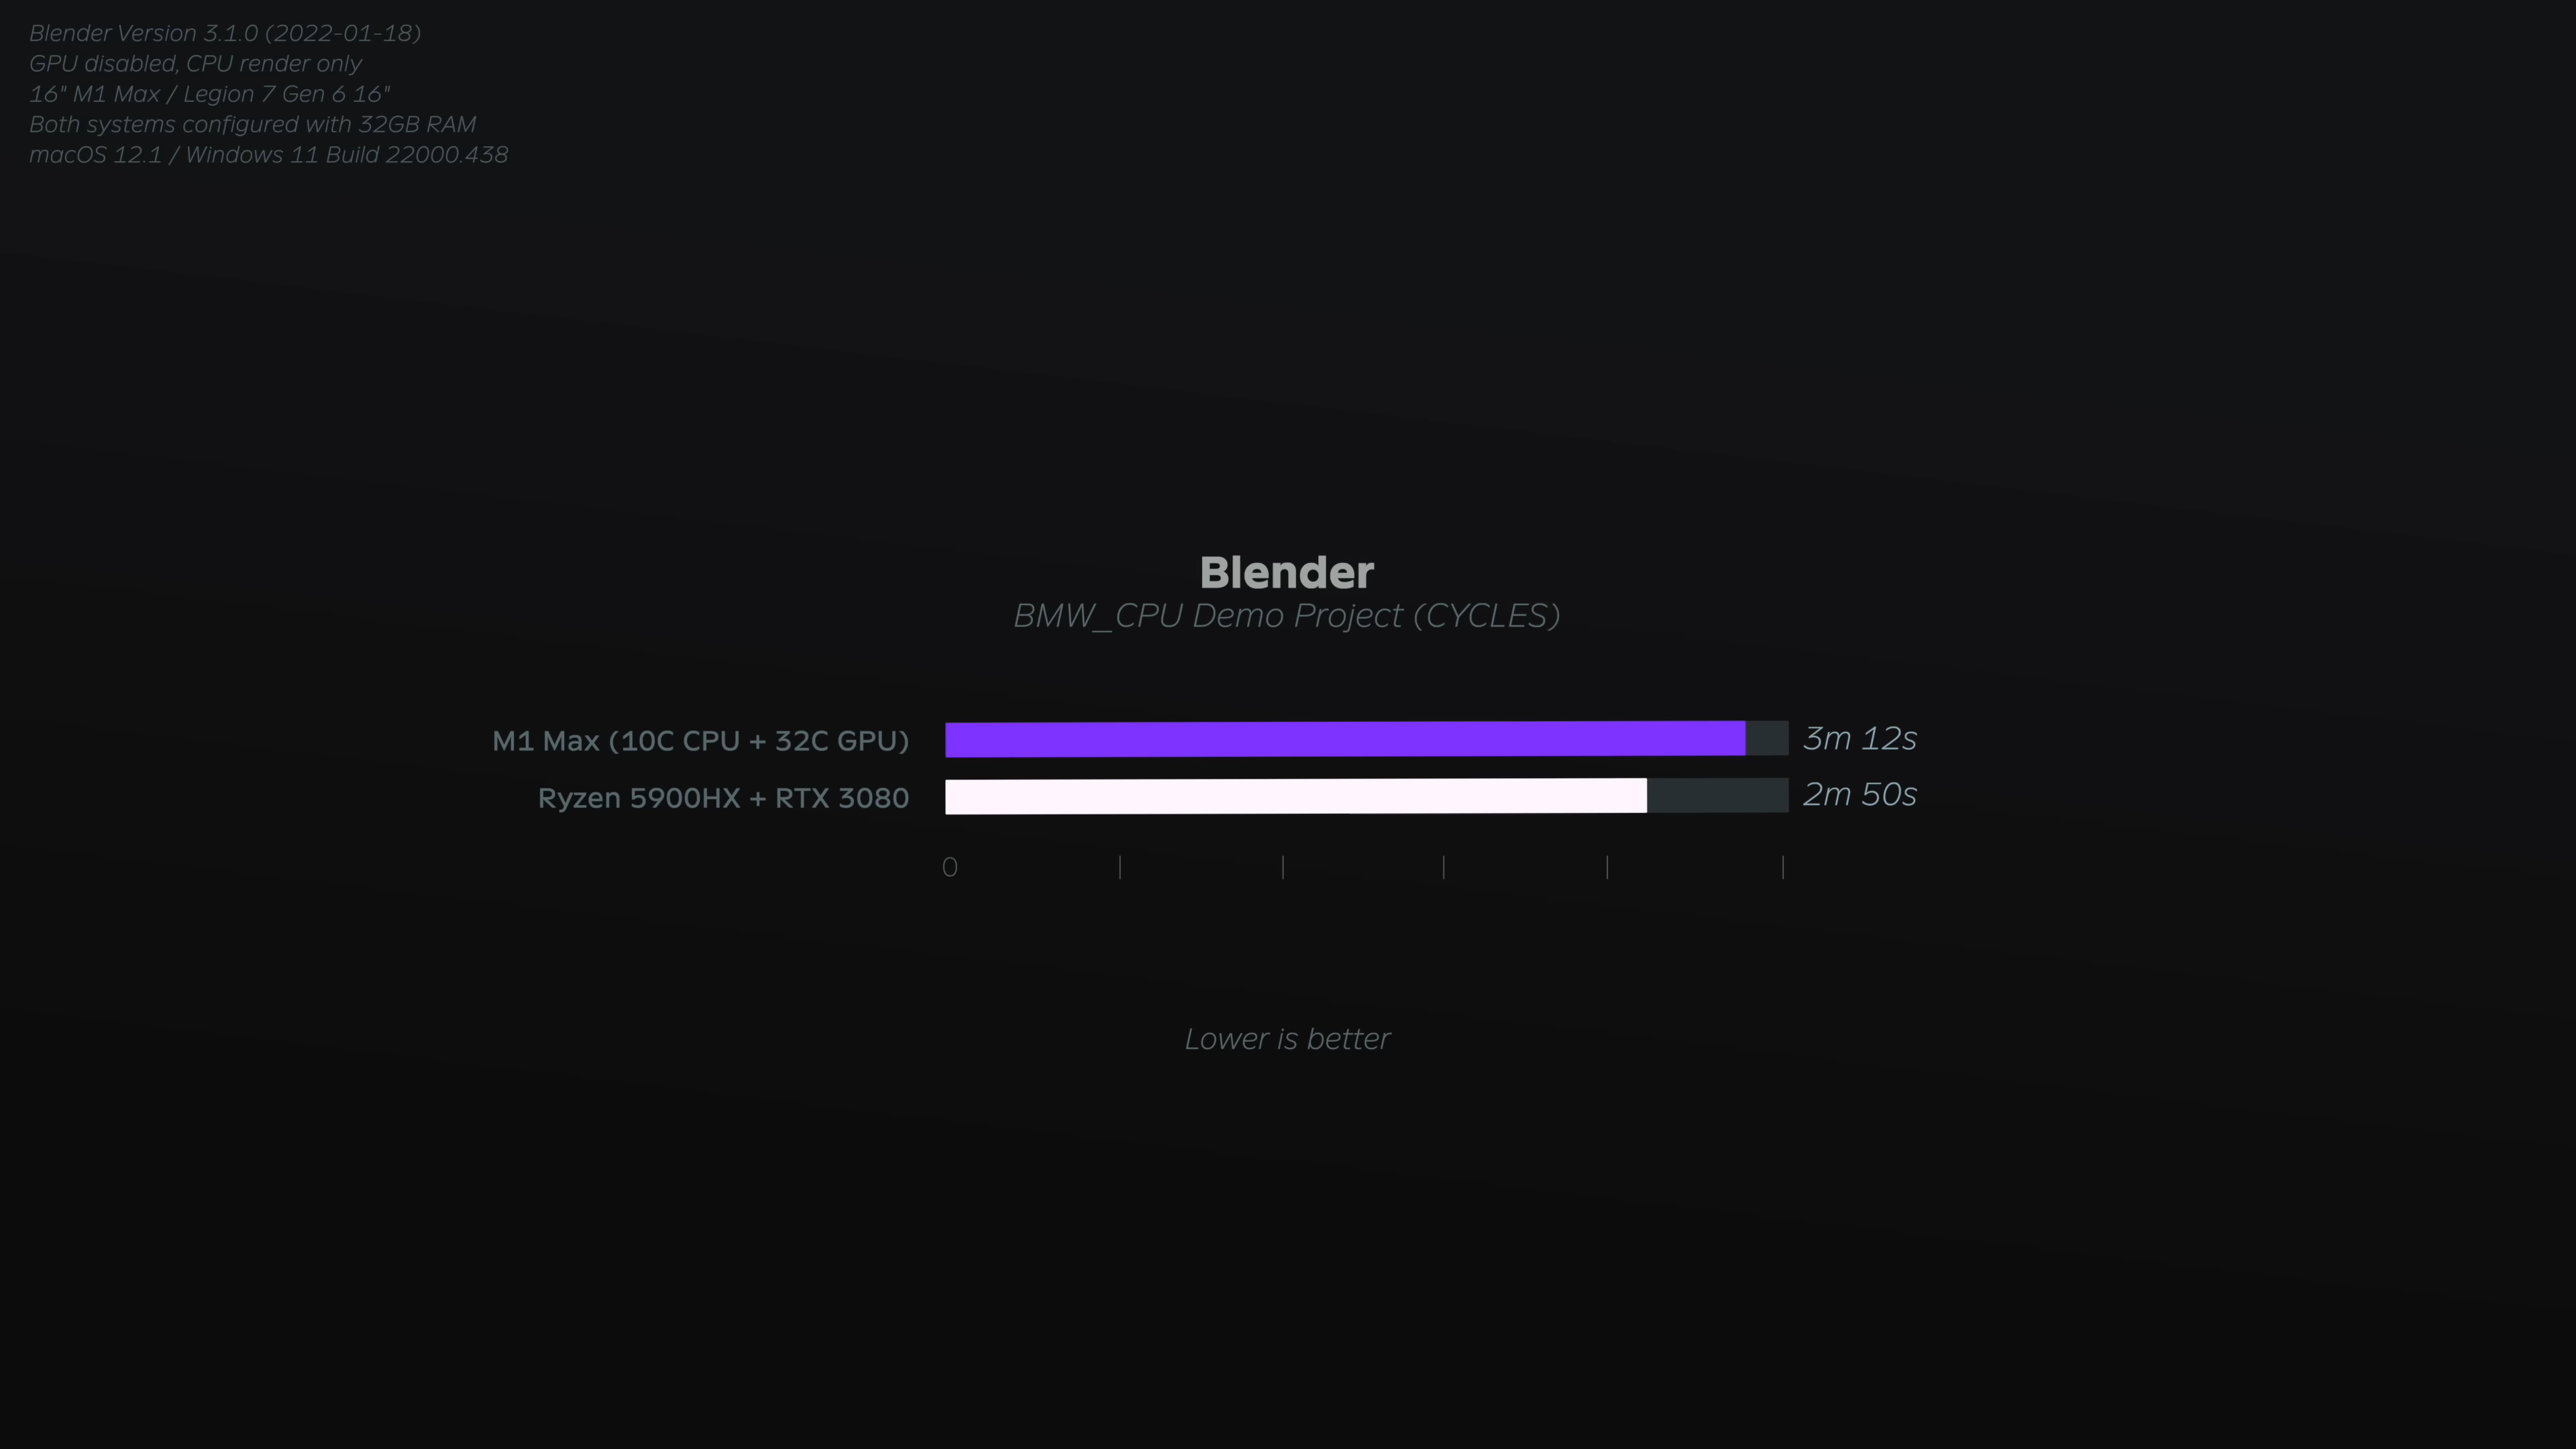 Blender Version 3.1.0 (2022-01-18)
GPU disabled, CPU render only
16" M1 Max / Legion 7 Gen 6 16"
Both systems configured with 32GB RAM
macOS 12.1 / Windows 11 Build 22000.438
Blender
BMW_CPU Demo Project (CYCLES)
M1 Max (10C CPU + 32C GPU) 3m 12s
Ryzen 5900HX + RTX 3080 2m 50s
0
Lower is better